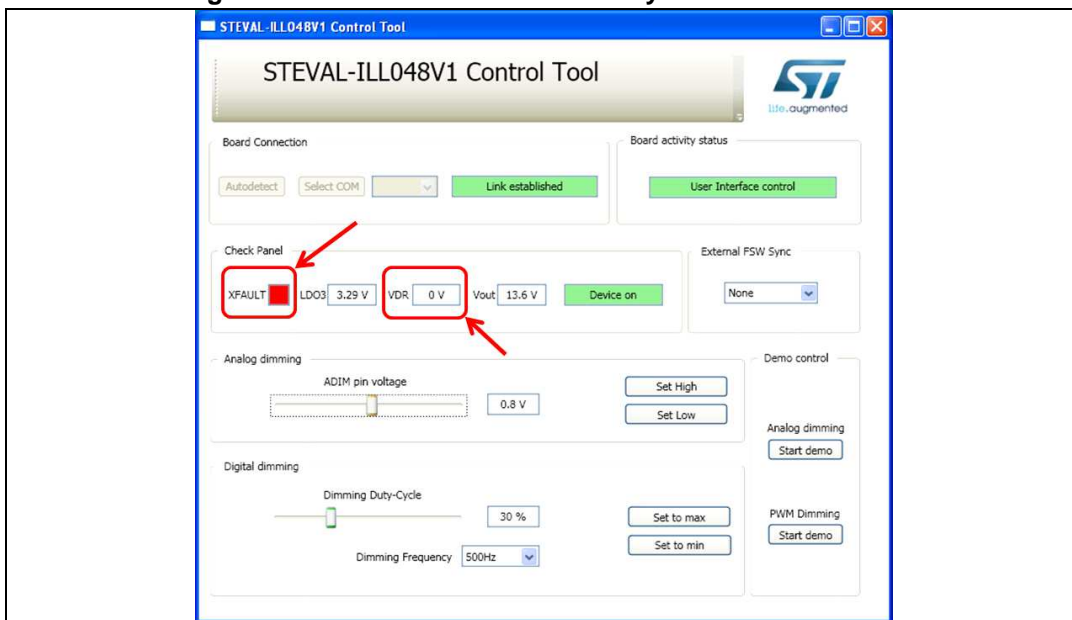 STEVAL-ILL048V1 Control Tool
STEVAL-ILL048V1 Control Tool
ST
life.augmented
Board Connection
Board activity status
Autodetect
Select COM
Link established
User Interface control
Check Panel
External FSW Sync
XFAULT
LDO3 3.29 V
VDR 0 V
Vout 13.6 V
Device on
None
Analog dimming
Demo control
ADIM pin voltage
0.8 V
Set High
Set Low
Analog dimming
Start demo
Digital dimming
Dimming Duty-Cycle
30 %
Set to max
PWM Dimming
Start demo
Set to min
Dimming Frequency 500Hz